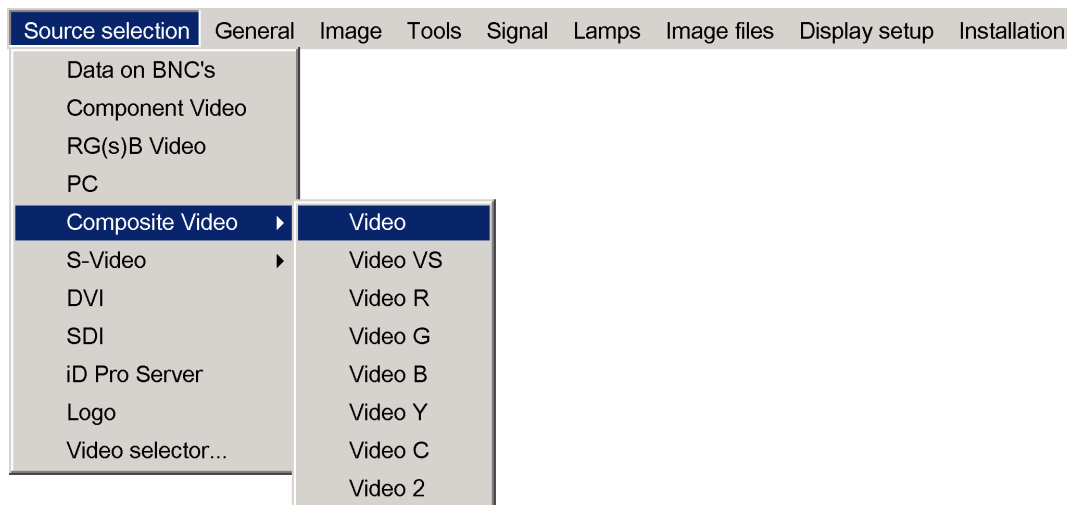 Source selection General Image Tools Signal Lamps Image files Display setup Installation
Data on BNC's
Component Video
RG(s)B Video
PC
Composite Video
S-Video
DVI
SDI
iD Pro Server
Logo
Video selector...
Video
Video VS
Video R
Video G
Video B
Video Y
Video C
Video 2